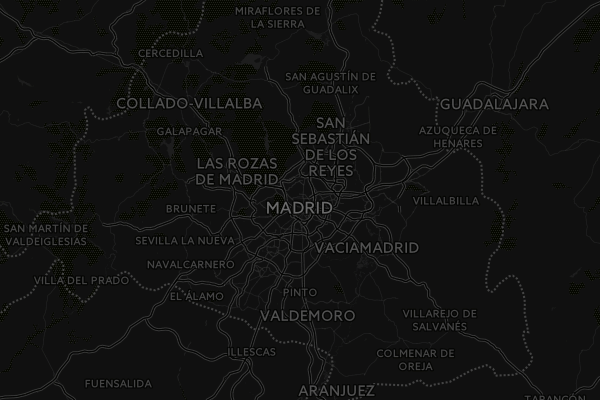 MIRAFLORES DE
LA SIERRA
CERCEDILLA
SAN AGUSTÍN DE
GUADALIX
COLLADO-VILLALBA
GUADALAJARA
GALAPAGAR
SAN
SEBASTIÁN
DE LOS
REYES
AZUQUECA DE
HENARES
LAS ROZAS
DE MADRID
BRUNETE
MADRID
VILLALBILLA
SAN MARTÍN DE
VALDEIGLESIAS
SEVILLA LA NUEVA
VACIAMADRID
NAVALCARNERO
VILLA DEL PRADO
EL ÁLAMO
PINTO
VALDEMORO
VILLAREJO DE
SALVANÉS
ILLESCAS
COLMENAR DE
OREJA
FUENSALIDA
ARANJUEZ
TARANCÓN